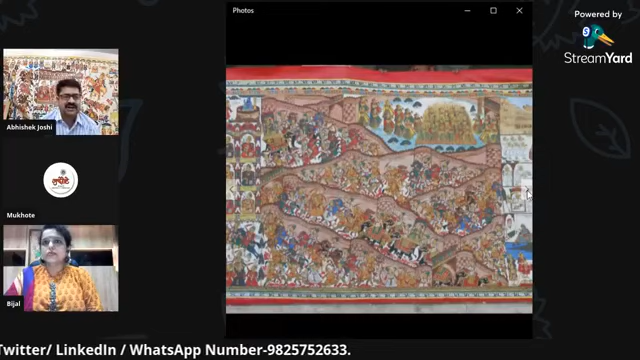 Photos
Powered by
StreamYard
Abhishek Joshi
Mukhote
Bijal
Twitter/ LinkedIn / WhatsApp Number-9825752633.